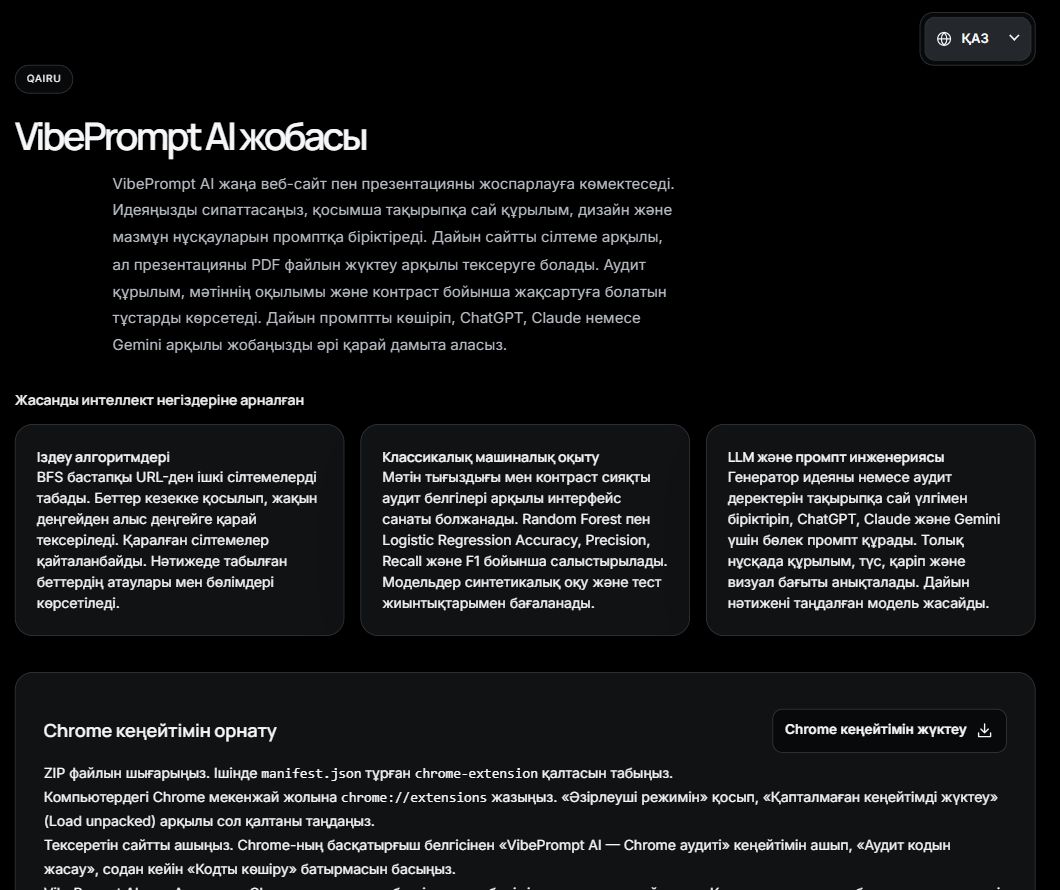 ҚАЗ
QAIRU
VibePrompt AI жобасы
VibePrompt AI жаңа веб-сайт пен презентацияны жоспарлауға көмектеседі.
Идеяңызды сипаттасаңыз, қосымша тақырыпқа сай құрылым, дизайн және
мазмұн нұсқауларын промптқа біріктіреді. Дайын сайтты сілтеме арқылы,
ал презентацияны PDF файлын жүктеу арқылы тексеруге болады. Аудит
құрылым, мәтіннің оқылымы және контраст бойынша жақсартуға болатын
тұстарды көрсетеді. Дайын промптты көшіріп, ChatGPT, Claude немесе
Gemini арқылы жобаңызды әрі қарай дамыта аласыз.
Жасанды интеллект негіздеріне арналған
Іздеу алгоритмдері
BFS бастапқы URL-ден ішкі сілтемелерді
табады. Беттер кезекке қосылып, жақын
деңгейден алыс деңгейге қарай
тексеріледі. Қаралған сілтемелер
қайталанбайды. Нәтижеде табылған
беттердің атаулары мен бөлімдері
көрсетіледі.
Классикалық машиналық оқыту
Мәтін тығыздығы мен контраст сияқты
аудит белгілері арқылы интерфейс
санаты болжанады. Random Forest пен
Logistic Regression Accuracy, Precision,
Recall және F1 бойынша салыстырылады.
Модельдер синтетикалық оқу және тест
жиынтықтарымен бағаланады.
LLM және промпт инженериясы
Генератор идеяны немесе аудит
деректерін тақырыпқа сай үлгімен
біріктіріп, ChatGPT, Claude және Gemini
үшін бөлек промпт құрады. Толық
нұсқада құрылым, түс, қаріп және
визуал бағыты анықталады. Дайын
нәтижені таңдалған модель жасайды.
Chrome кеңейтімін орнату
Chrome кеңейтімін жүктеу
ZIP файлын шығарыңыз. Ішінде manifest.json тұрған chrome-extension қалтасын табыңыз.
Компьютердегі Chrome мекенжай жолына chrome://extensions жазыңыз. «Әзірлеуші режимін» қосып, «Қапталмаған кеңейтімді жүктеу»
(Load unpacked) арқылы сол қалтаны таңдаңыз.
Тексеретін сайтты ашыңыз. Chrome-ның басқатырғыш белгісінен «VibePrompt AI — Chrome аудиті» кеңейтімін ашып, «Аудит кодын
жасау», содан кейін «Кодты көшіру» батырмасын басыңыз.